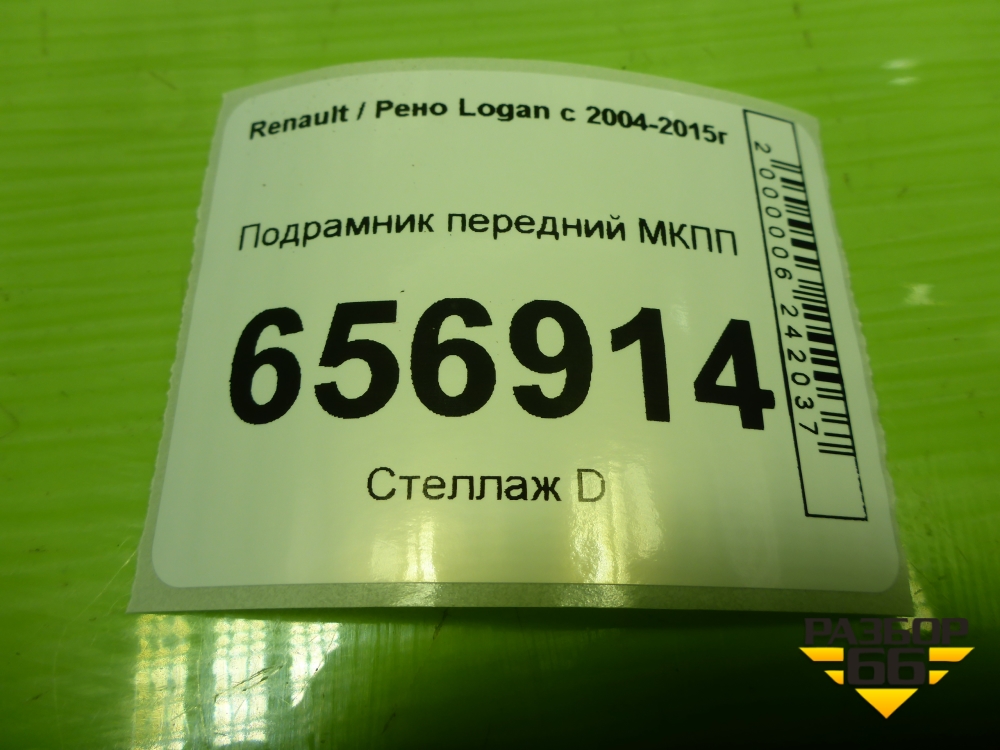 Renault / Рено Logan с 2004-2015г
Подрамник передний МКПП
656914
Стеллаж D
2000006242037
РАЗБОР
66